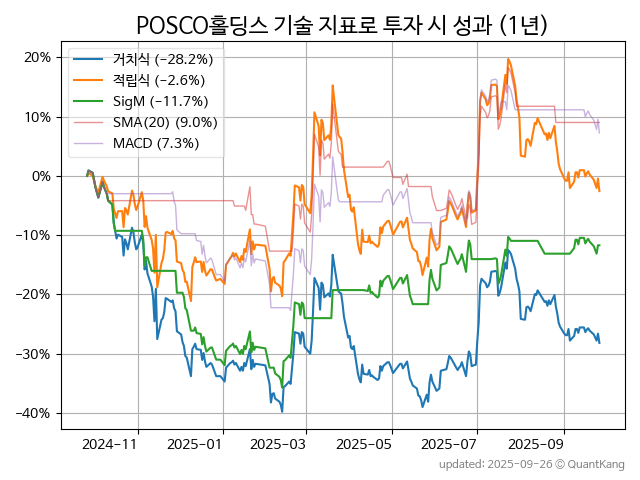 POSCO홀딩스 기술 지표로 투자 시 성과 (1년)
거치식 (−28.2%)
적립식 (−2.6%)
SigM (−11.7%)
SMA(20) (9.0%)
MACD (7.3%)
20%
10%
0%
−10%
−20%
−30%
−40%
2024-11 2025-01 2025-03 2025-05 2025-07 2025-09
updated: 2025-09-26 © QuantKang